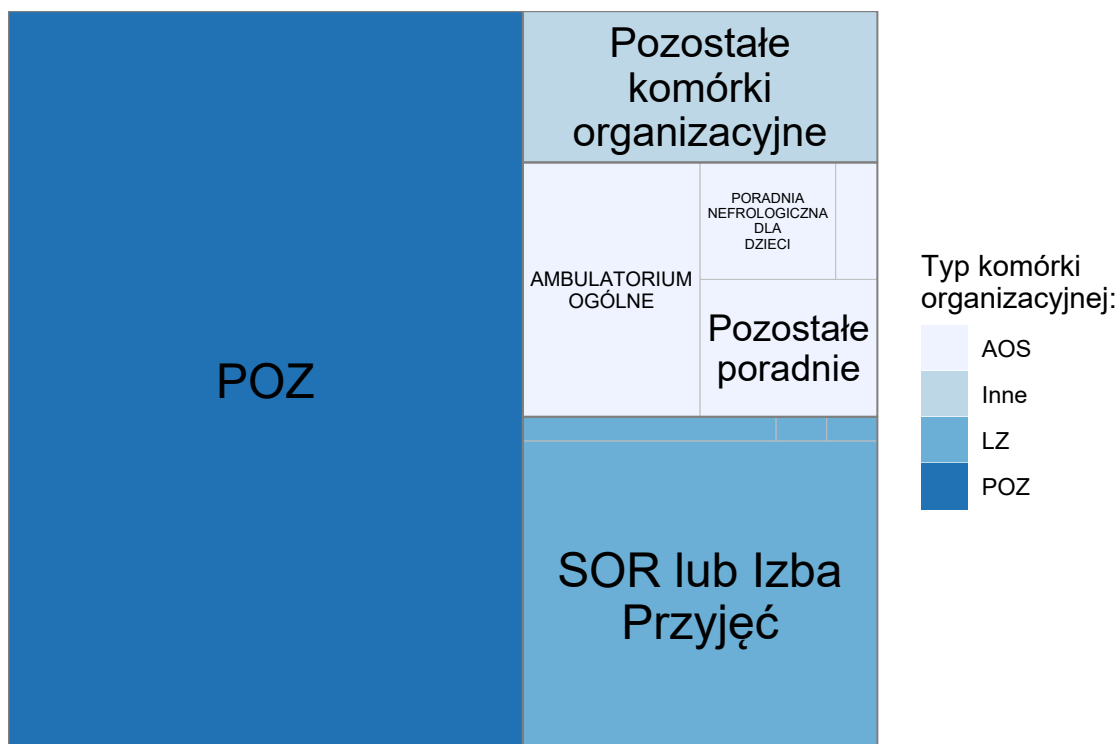 Pozostałe
komórki
organizacyjne
PORADNIA
NEFROLOGICZNA
DLA
DZIECI
AMBULATORIUM
OGÓLNE
Pozostałe
poradnie
POZ
SOR lub Izba
Przyjęć
Typ komórki
organizacyjnej:
AOS
Inne
LZ
POZ